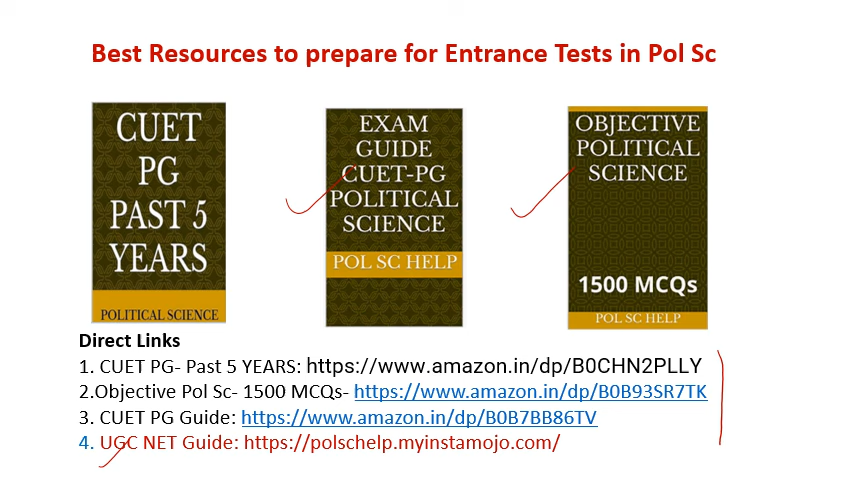 Best Resources to prepare for Entrance Tests in Pol Sc
CUET
PG
PAST 5
YEARS
POLITICAL SCIENCE
EXAM
GUIDE
CUET-PG
POLITICAL
SCIENCE
POL SC HELP
OBJECTIVE
POLITICAL
SCIENCE
1500 MCQs
POL SC HELP
Direct Links
1. CUET PG- Past 5 YEARS: https://www.amazon.in/dp/B0CHN2PLLY
2.Objective Pol Sc- 1500 MCQs- https://www.amazon.in/dp/B0B93SR7TK
3. CUET PG Guide: https://www.amazon.in/dp/B0B7BB86TV
4. UGC NET Guide: https://polschelp.myinstamojo.com/